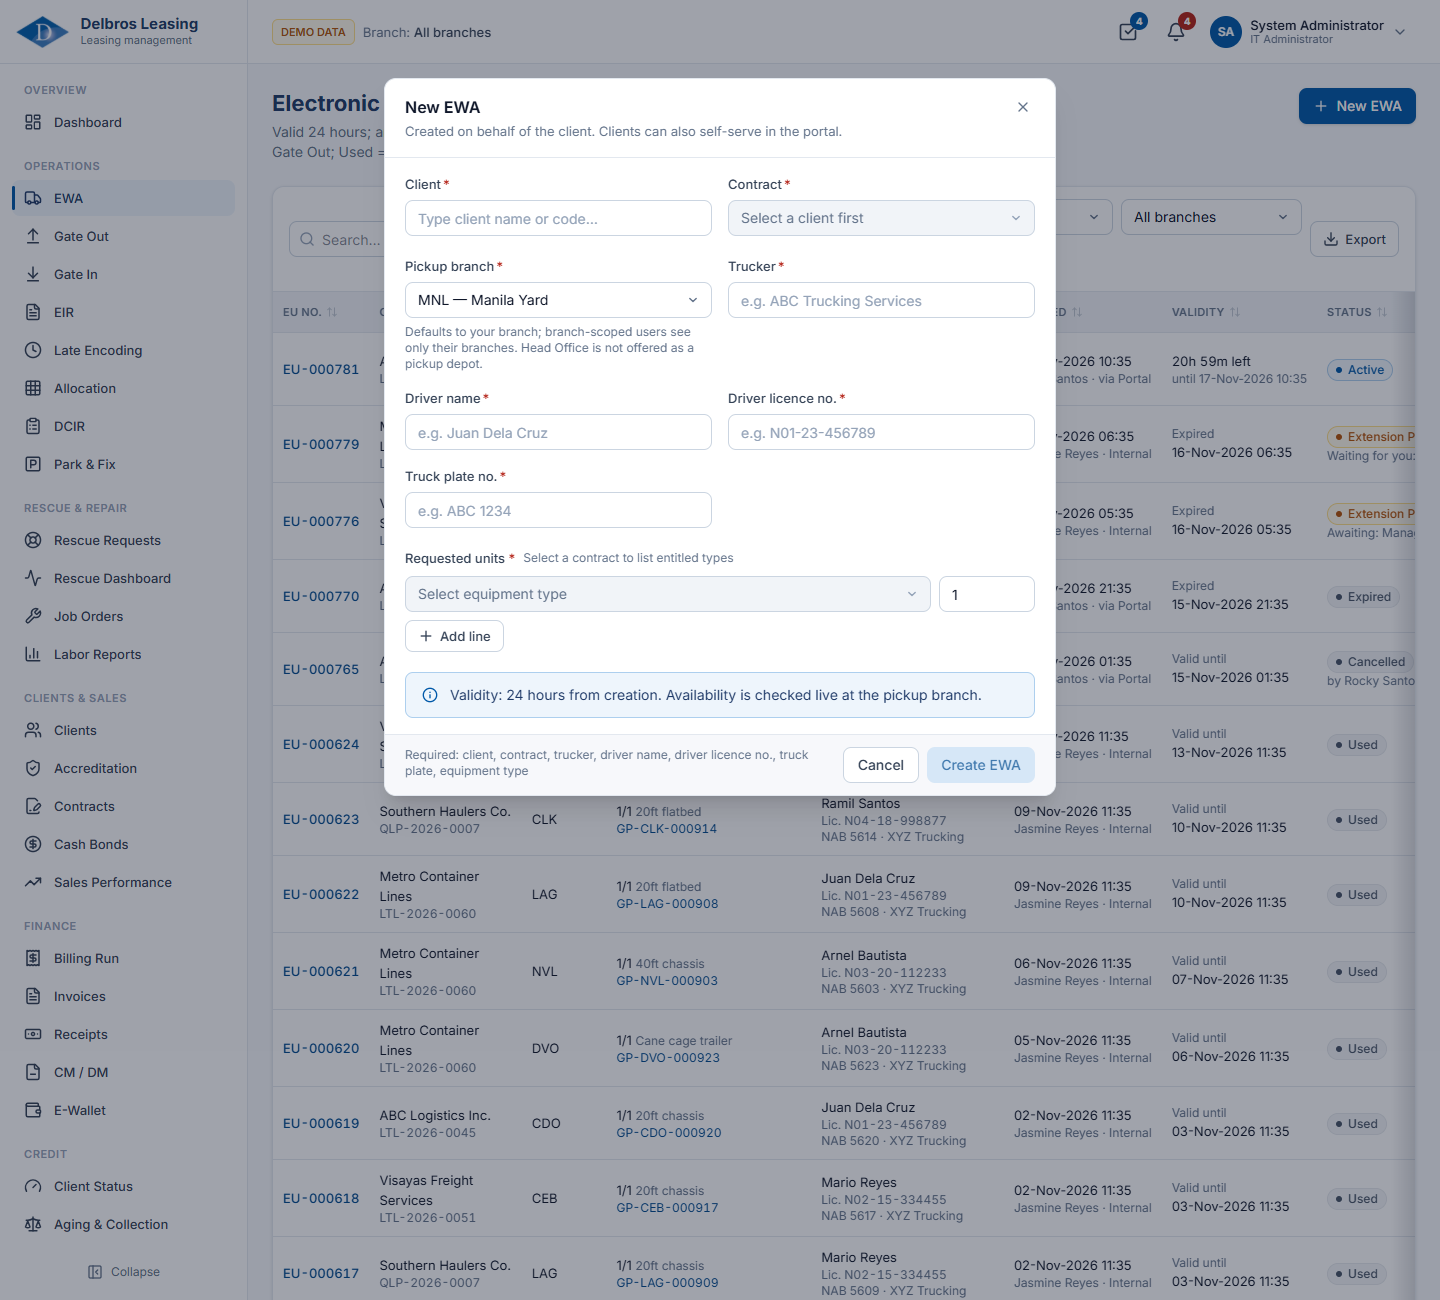 Delbros Leasing
Leasing management
DEMO DATA
Branch: All branches
4
4
SA
System Administrator
IT Administrator
OVERVIEW
Dashboard
OPERATIONS
EWA
Gate Out
Gate In
EIR
Late Encoding
Allocation
DCIR
Park & Fix
RESCUE & REPAIR
Rescue Requests
Rescue Dashboard
Job Orders
Labor Reports
CLIENTS & SALES
Clients
Accreditation
Contracts
Cash Bonds
Sales Performance
FINANCE
Billing Run
Invoices
Receipts
CM / DM
E-Wallet
CREDIT
Client Status
Aging & Collection
Collapse
Electronic
Valid 24 hours; a
Gate Out; Used =
New EWA
Search...
All branches
Export
New EWA
Created on behalf of the client. Clients can also self-serve in the portal.
Client *
Type client name or code...
Contract *
Select a client first
Pickup branch *
MNL — Manila Yard
Defaults to your branch; branch-scoped users see
only their branches. Head Office is not offered as a
pickup depot.
Trucker *
e.g. ABC Trucking Services
Driver name *
e.g. Juan Dela Cruz
Driver licence no. *
e.g. N01-23-456789
Truck plate no. *
e.g. ABC 1234
Requested units * Select a contract to list entitled types
Select equipment type
1
Add line
Validity: 24 hours from creation. Availability is checked live at the pickup branch.
Required: client, contract, trucker, driver name, driver licence no., truck
plate, equipment type
Cancel
Create EWA
EU NO.
VALIDITY
STATUS
EU-000781
-2026 10:35
antos · via Portal
20h 59m left
until 17-Nov-2026 10:35
Active
EU-000779
-2026 06:35
e Reyes · Internal
Expired
16-Nov-2026 06:35
Extension P
Waiting for you:
EU-000776
-2026 05:35
e Reyes · Internal
Expired
16-Nov-2026 05:35
Extension P
Awaiting: Mana
EU-000770
-2026 21:35
antos · via Portal
Expired
15-Nov-2026 21:35
Expired
EU-000765
-2026 01:35
antos · via Portal
Valid until
15-Nov-2026 01:35
Cancelled
by Rocky Santo
EU-000624
-2026 11:35
e Reyes · Internal
Valid until
13-Nov-2026 11:35
Used
EU-000623
Southern Haulers Co.
QLP-2026-0007
CLK
1/1 20ft flatbed
GP-CLK-000914
Ramil Santos
Lic. N04-18-998877
NAB 5614 · XYZ Trucking
09-Nov-2026 11:35
Jasmine Reyes · Internal
Valid until
10-Nov-2026 11:35
Used
EU-000622
Metro Container
Lines
LTL-2026-0060
LAG
1/1 20ft flatbed
GP-LAG-000908
Juan Dela Cruz
Lic. N01-23-456789
NAB 5608 · XYZ Trucking
09-Nov-2026 11:35
Jasmine Reyes · Internal
Valid until
10-Nov-2026 11:35
Used
EU-000621
Metro Container
Lines
LTL-2026-0060
NVL
1/1 40ft chassis
GP-NVL-000903
Arnel Bautista
Lic. N03-20-112233
NAB 5603 · XYZ Trucking
06-Nov-2026 11:35
Jasmine Reyes · Internal
Valid until
07-Nov-2026 11:35
Used
EU-000620
Metro Container
Lines
LTL-2026-0060
DVO
1/1 Cane cage trailer
GP-DVO-000923
Arnel Bautista
Lic. N03-20-112233
NAB 5623 · XYZ Trucking
05-Nov-2026 11:35
Jasmine Reyes · Internal
Valid until
06-Nov-2026 11:35
Used
EU-000619
ABC Logistics Inc.
LTL-2026-0045
CDO
1/1 20ft chassis
GP-CDO-000920
Juan Dela Cruz
Lic. N01-23-456789
NAB 5620 · XYZ Trucking
02-Nov-2026 11:35
Jasmine Reyes · Internal
Valid until
03-Nov-2026 11:35
Used
EU-000618
Visayas Freight
Services
LTL-2026-0051
CEB
1/1 20ft chassis
GP-CEB-000917
Mario Reyes
Lic. N02-15-334455
NAB 5617 · XYZ Trucking
02-Nov-2026 11:35
Jasmine Reyes · Internal
Valid until
03-Nov-2026 11:35
Used
EU-000617
Southern Haulers Co.
QLP-2026-0007
LAG
1/1 20ft chassis
GP-LAG-000909
Mario Reyes
Lic. N02-15-334455
NAB 5609 · XYZ Trucking
02-Nov-2026 11:35
Jasmine Reyes · Internal
Valid until
03-Nov-2026 11:35
Used